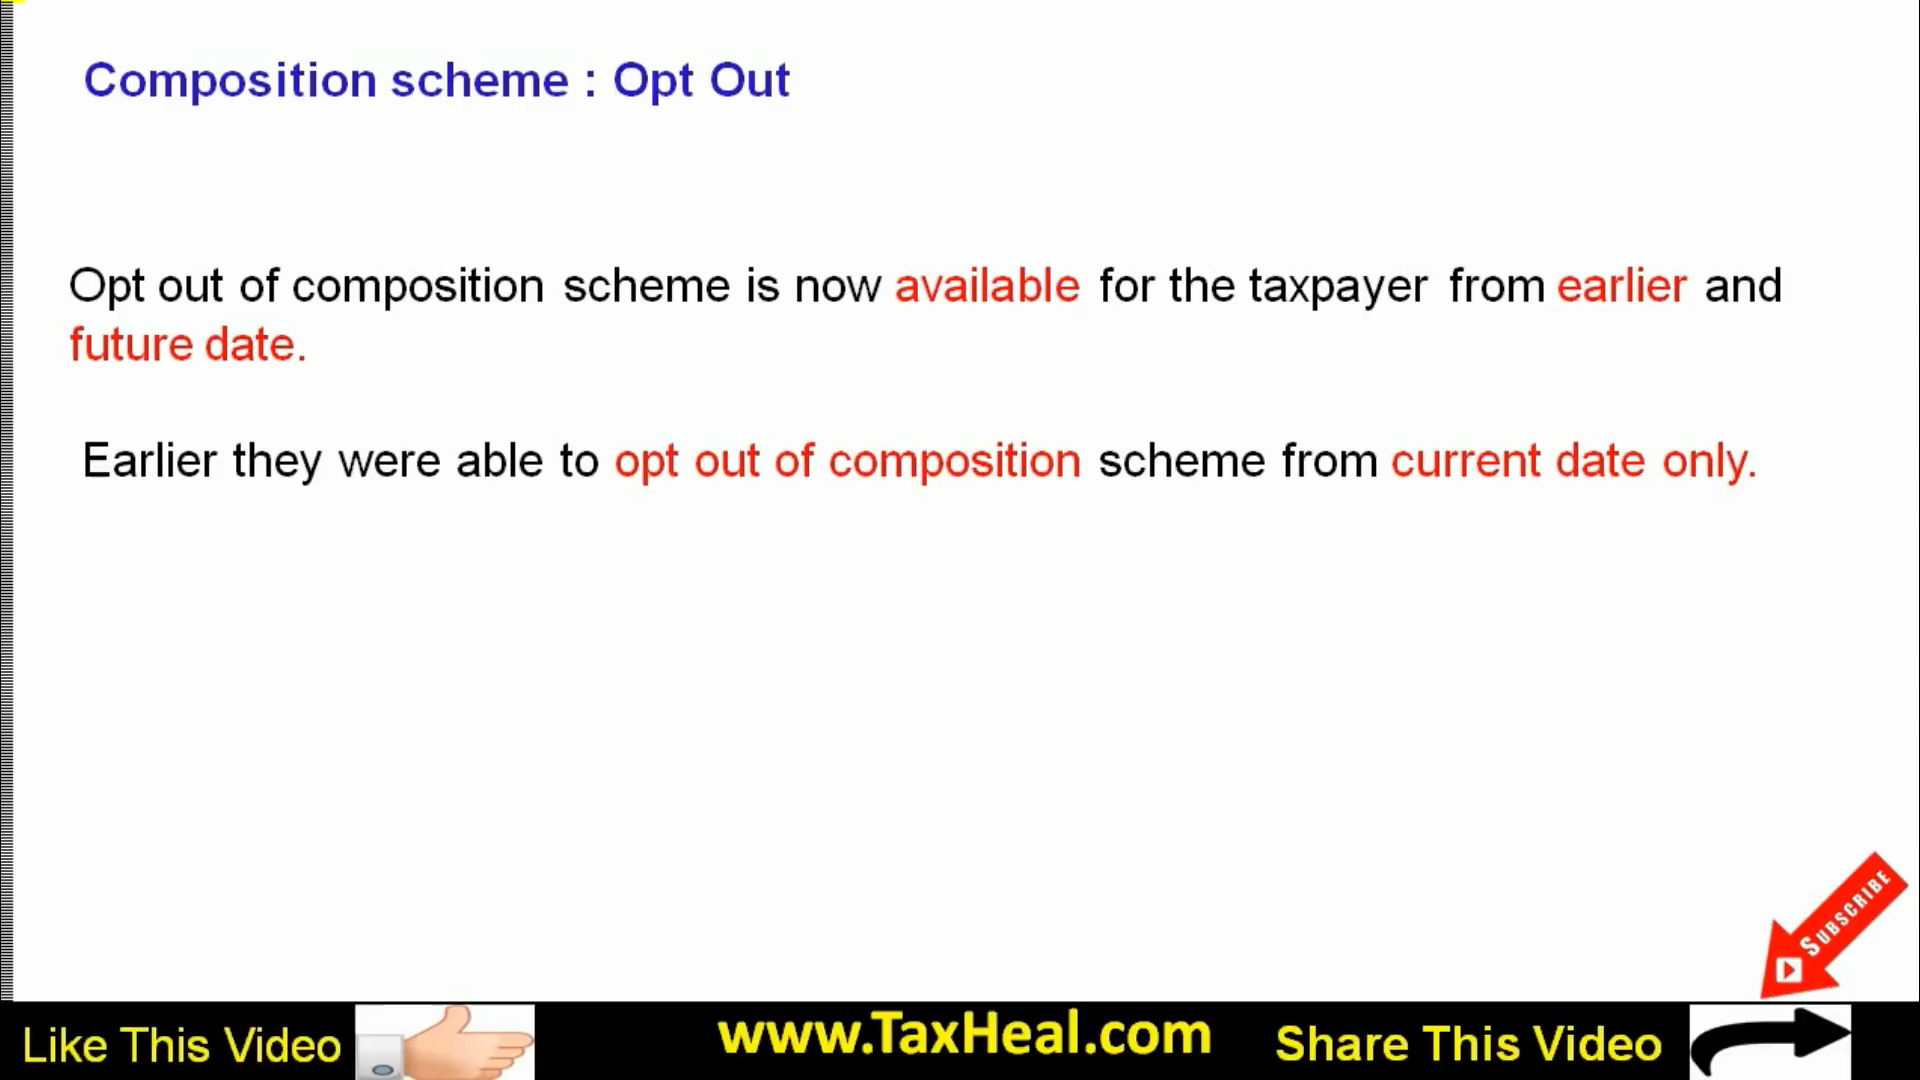 Composition scheme : Opt Out
Opt out of composition scheme is now available for the taxpayer from earlier and
future date.
Earlier they were able to opt out of composition scheme from current date only.
SUBSCRIBE
Like This Video
www.TaxHeal.com
Share This Video